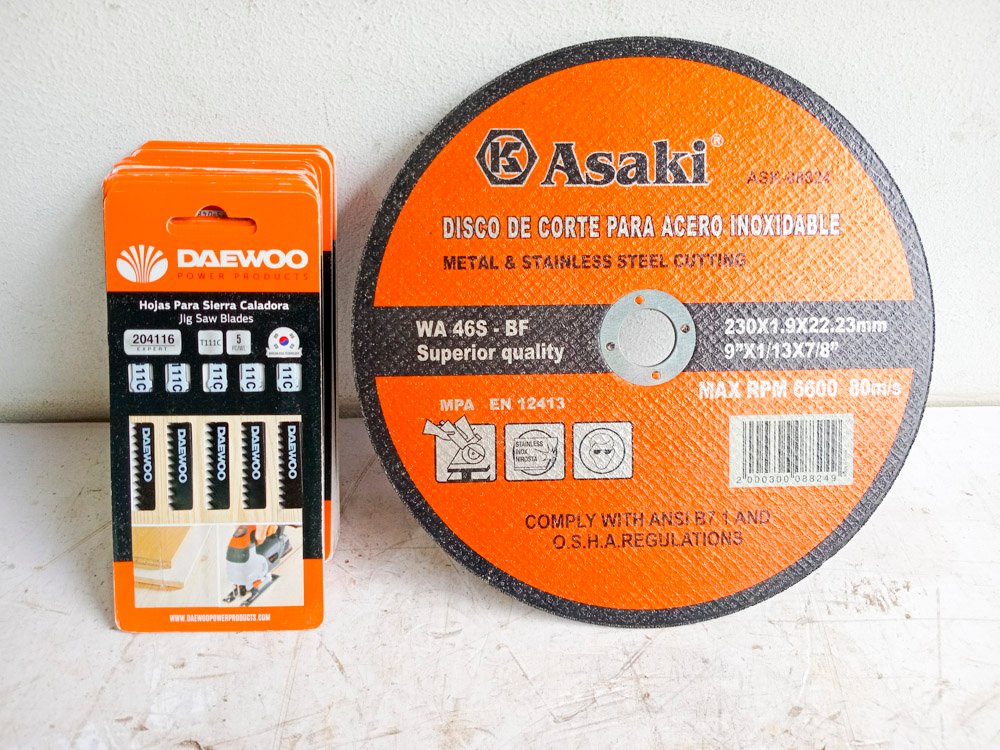 DAEWOO
POWER PRODUCTS
Hojas Para Sierra Caladora
Jig Saw Blades
204116
EXPERT
T111C
5
11C
11C
11C
11C
11C
DAEWOO
DAEWOO
DAEWOO
DAEWOO
DAEWOO
WWW.DAEWOOPOWERPRODUCTS.COM
K Asaki®
DISCO DE CORTE PARA ACERO INOXIDABLE
METAL & STAINLESS STEEL CUTTING
WA 46S - BF
Superior quality
230X1.9X22.23mm
9"X1/13X7/8"
MAX RPM 6600 80m/s
MPA EN 12413
STAINLESS
INOX
NIROSTA
2000300088249
COMPLY WITH ANSI B7.1 AND
O.S.H.A.REGULATIONS